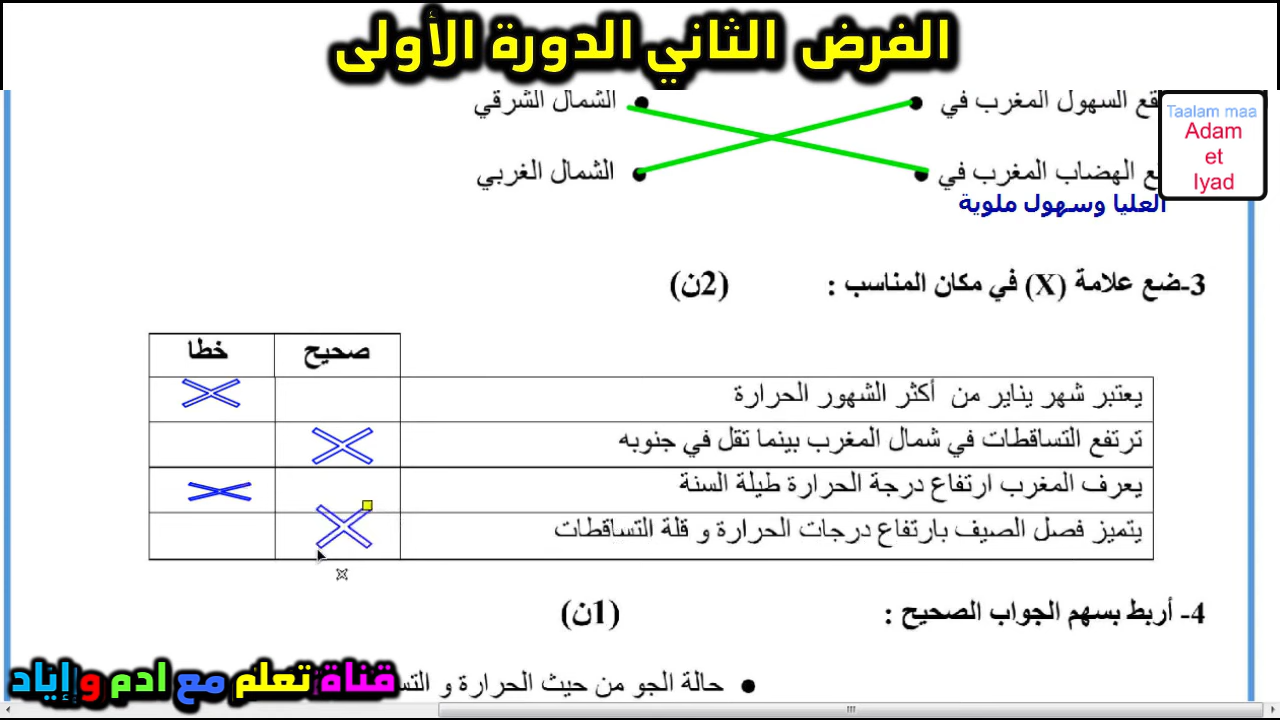 الفرض الثاني الدورة الأولى
Taalam maa
Adam
et
Iyad
السهول المغرب في الشمال الشرقي
الهضاب المغرب في الشمال الغربي
العليا وسهول ملوية
3-ضع علامة (X) في مكان المناسب : (2ن)
صحيح خطا
يعتبر شهر يناير من أكثر الشهور الحرارة
ترتفع التساقطات في شمال المغرب بينما تقل في جنوبه
يعرف المغرب ارتفاع درجة الحرارة طيلة السنة
يتميز فصل الصيف بارتفاع درجات الحرارة و قلة التساقطات
4- أربط بسهم الجواب الصحيح : (1ن)
حالة الجو من حيث الحرارة و
قناة تعلم مع ادم وإياد